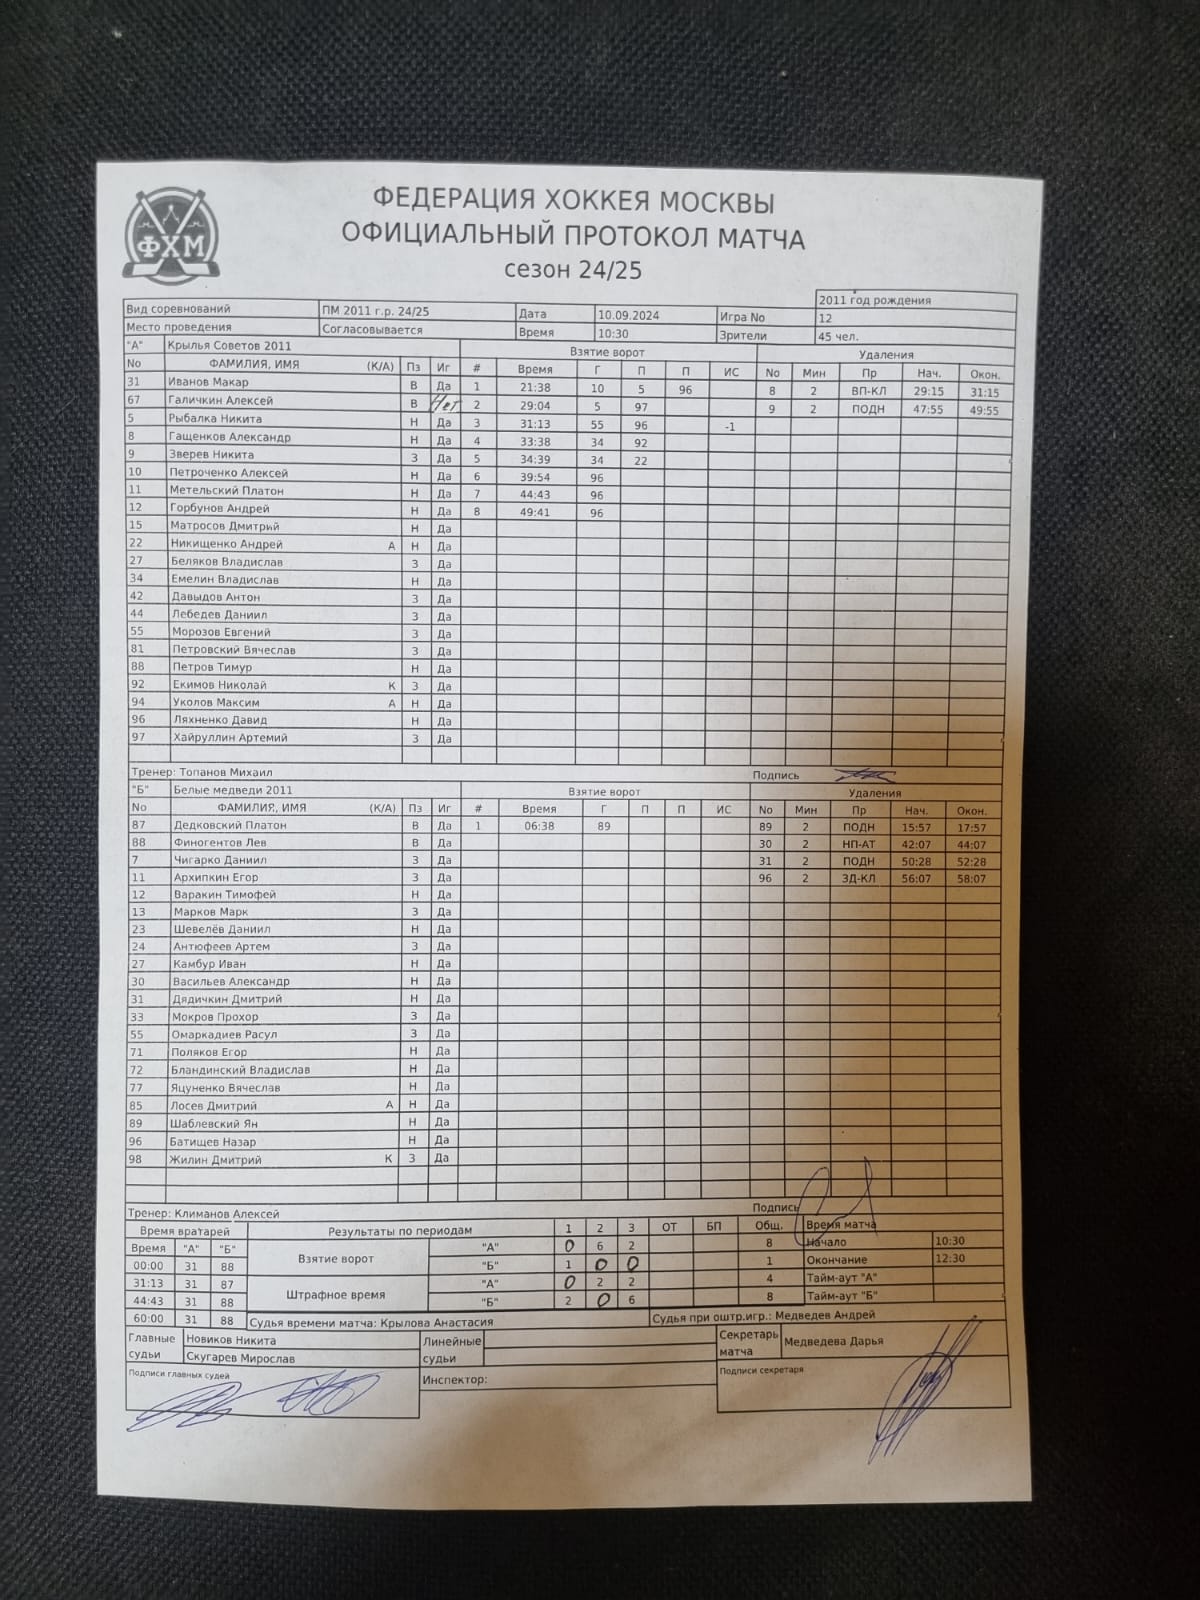 ФХМ
ФЕДЕРАЦИЯ ХОККЕЯ МОСКВЫ
ОФИЦИАЛЬНЫЙ ПРОТОКОЛ МАТЧА
сезон 24/25
2011 год рождения
Вид соревнований ПМ 2011 г.р. 24/25 Дата 10.09.2024 Игра No 12
Место проведения Согласовывается Время 10:30 Зрители 45 чел.
"А" Крылья Советов 2011 Взятие ворот Удаления
No ФАМИЛИЯ, ИМЯ (К/А) Пз Иг # Время Г П П ИС No Мин Пр Нач. Окон.
31 Иванов Макар В Да 1 21:38 10 5 96 8 2 ВП-КЛ 29:15 31:15
67 Галичкин Алексей В Нет 2 29:04 5 97 9 2 ПОДН 47:55 49:55
5 Рыбалка Никита Н Да 3 31:13 55 96 -1
8 Гащенков Александр Н Да 4 33:38 34 92
9 Зверев Никита З Да 5 34:39 34 22
10 Петроченко Алексей Н Да 6 39:54 96
11 Метельский Платон Н Да 7 44:43 96
12 Горбунов Андрей Н Да 8 49:41 96
15 Матросов Дмитрий Н Да
22 Никищенко Андрей А Н Да
27 Беляков Владислав З Да
34 Емелин Владислав Н Да
42 Давыдов Антон З Да
44 Лебедев Даниил З Да
55 Морозов Евгений З Да
81 Петровский Вячеслав З Да
88 Петров Тимур Н Да
92 Екимов Николай К З Да
94 Уколов Максим А Н Да
96 Ляхненко Давид Н Да
97 Хайруллин Артемий З Да
Тренер: Топанов Михаил Подпись
"Б" Белые медведи 2011 Взятие ворот Удаления
No ФАМИЛИЯ, ИМЯ (К/А) Пз Иг # Время Г П П ИС No Мин Пр Нач. Окон.
87 Дедковский Платон В Да 1 06:38 89 89 2 ПОДН 15:57 17:57
88 Финогентов Лев В Да 30 2 НП-АТ 42:07 44:07
7 Чигарко Даниил З Да 31 2 ПОДН 50:28 52:28
11 Архипкин Егор З Да 96 2 ЗД-КЛ 56:07 58:07
12 Варакин Тимофей Н Да
13 Марков Марк З Да
23 Шевелёв Даниил Н Да
24 Антюфеев Артем З Да
27 Камбур Иван Н Да
30 Васильев Александр Н Да
31 Дядичкин Дмитрий Н Да
33 Мокров Прохор З Да
55 Омаркадиев Расул З Да
71 Поляков Егор Н Да
72 Бландинский Владислав Н Да
77 Яцуненко Вячеслав Н Да
85 Лосев Дмитрий А Н Да
89 Шаблевский Ян Н Да
96 Батищев Назар Н Да
98 Жилин Дмитрий К З Да
Тренер: Климанов Алексей Подпись
Время вратарей Результаты по периодам 1 2 3 ОТ БП Общ. Время матча
Время "А" "Б" Взятие ворот "А" 0 6 2 8 Начало 10:30
00:00 31 88 "Б" 1 0 0 1 Окончание 12:30
31:13 31 87 Штрафное время "А" 0 2 2 4 Тайм-аут "А"
44:43 31 88 "Б" 2 0 6 8 Тайм-аут "Б"
60:00 31 88 Судья времени матча: Крылова Анастасия Судья при оштр.игр.: Медведев Андрей
Главные судьи Новиков Никита Линейные судьи Секретарь матча Медведева Дарья
Скугарев Мирослав
Подписи главных судей Инспектор: Подписи секретаря